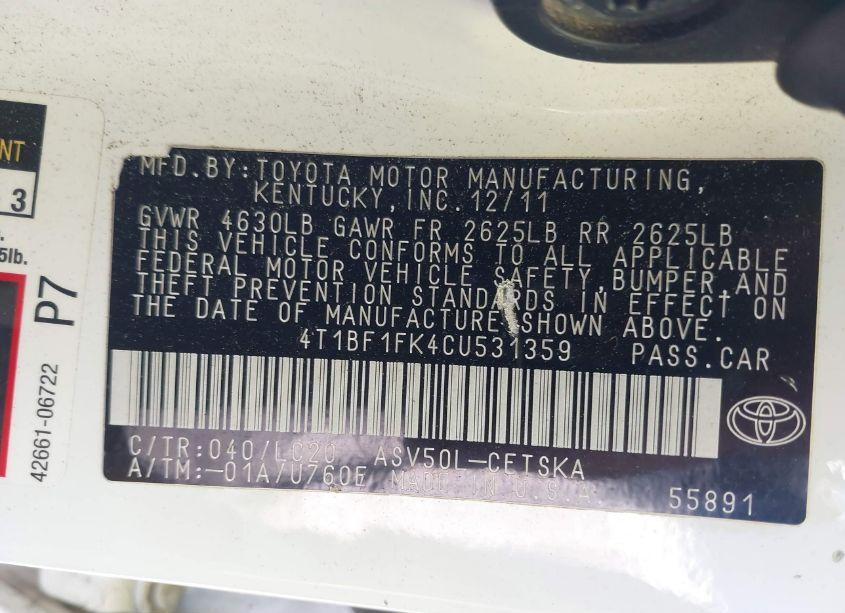 NT
3
5lb.
P7
42661-06722
MFD.BY:TOYOTA MOTOR MANUFACTURING,
KENTUCKY,INC.12/11
GVWR 4630LB GAWR FR 2625LB RR 2625LB
THIS VEHICLE CONFORMS TO ALL APPLICABLE
FEDERAL MOTOR VEHICLE SAFETY,BUMPER,AND
THEFT PREVENTION STANDARDS IN EFFECT ON
THE DATE OF MANUFACTURE SHOWN ABOVE.
4T1BF1FK4CU531359 PASS.CAR
C/TR:040/LC20 ASV50L-CETSKA
A/TM:-01A/U760E MADE IN U.S.A
55891